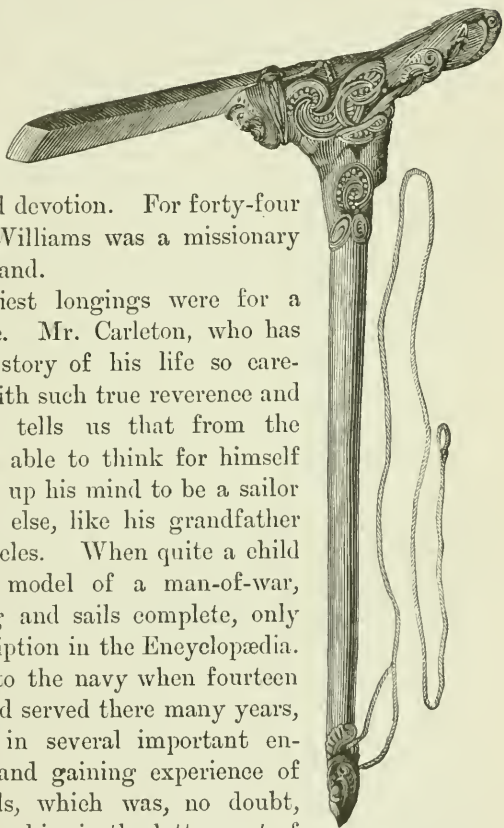 d devotion. For forty-four
Villiams was a missionary
and.
iest longings were for a
e. Mr. Carleton, who has
story of his life so care-
ith such true reverence and
tells us that from the
able to think for himself
up his mind to be a sailor
else, like his grandfather
cles. When quite a child
model of a man-of-war,
g and sails complete, only
iption in the Encyclopædia.
to the navy when fourteen
d served there many years,
in several important en-
and gaining experience of
ls, which was, no doubt,